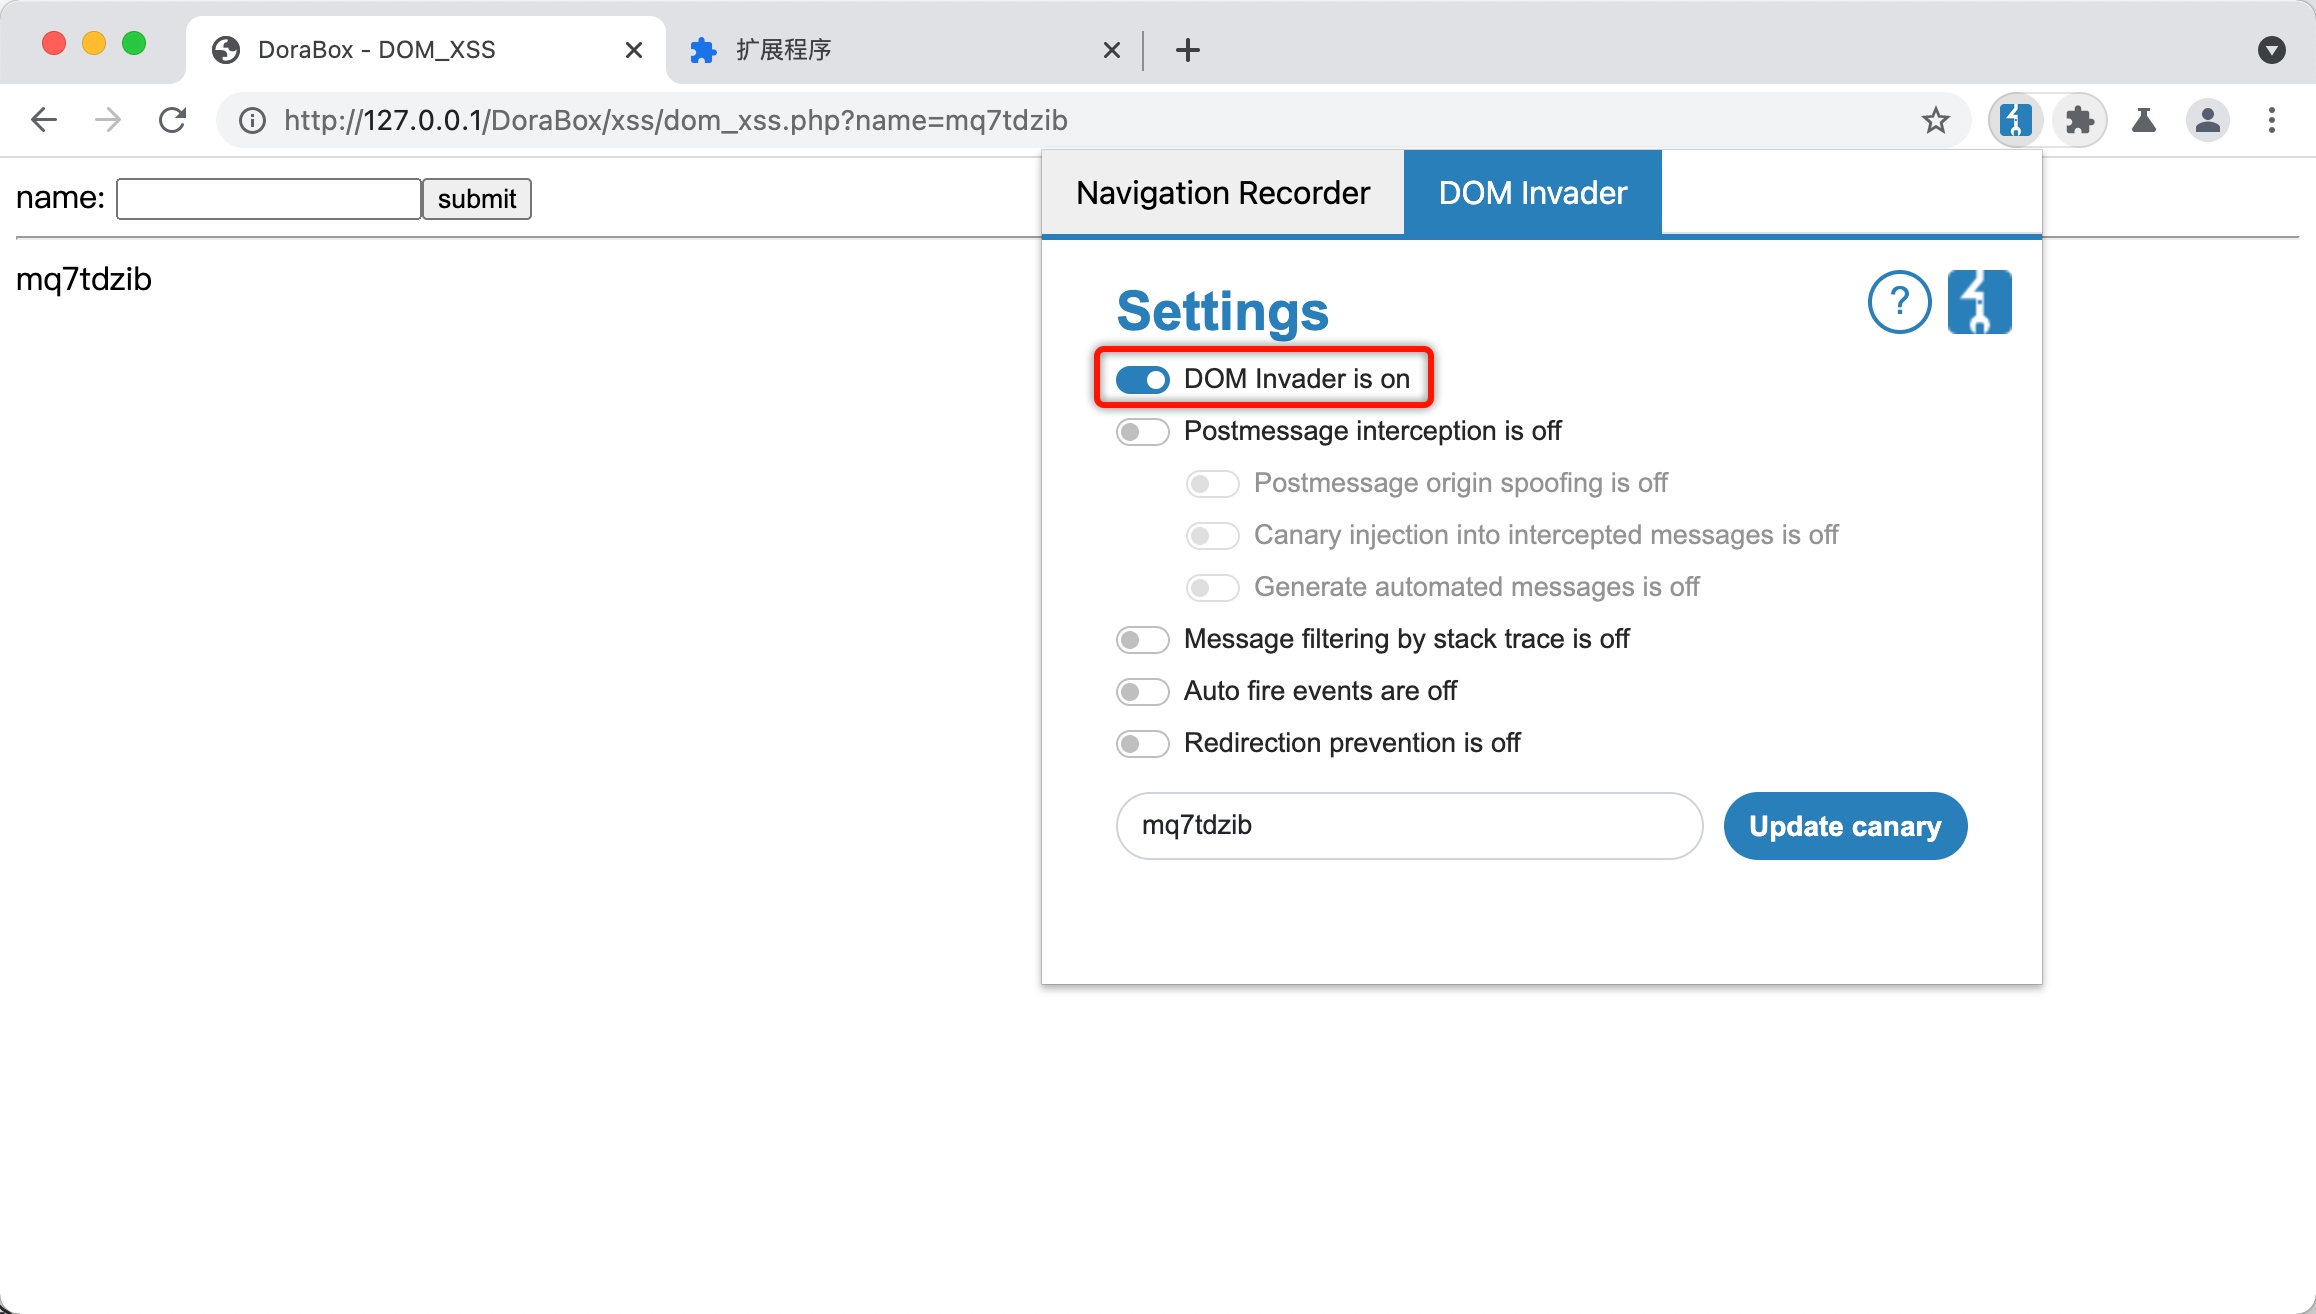 DoraBox - DOM_XSS
扩展程序
http://127.0.0.1/DoraBox/xss/dom_xss.php?name=mq7tdzib
name:
submit
mq7tdzib
Navigation Recorder
DOM Invader
Settings
?
DOM Invader is on
Postmessage interception is off
Postmessage origin spoofing is off
Canary injection into intercepted messages is off
Generate automated messages is off
Message filtering by stack trace is off
Auto fire events are off
Redirection prevention is off
mq7tdzib
Update canary